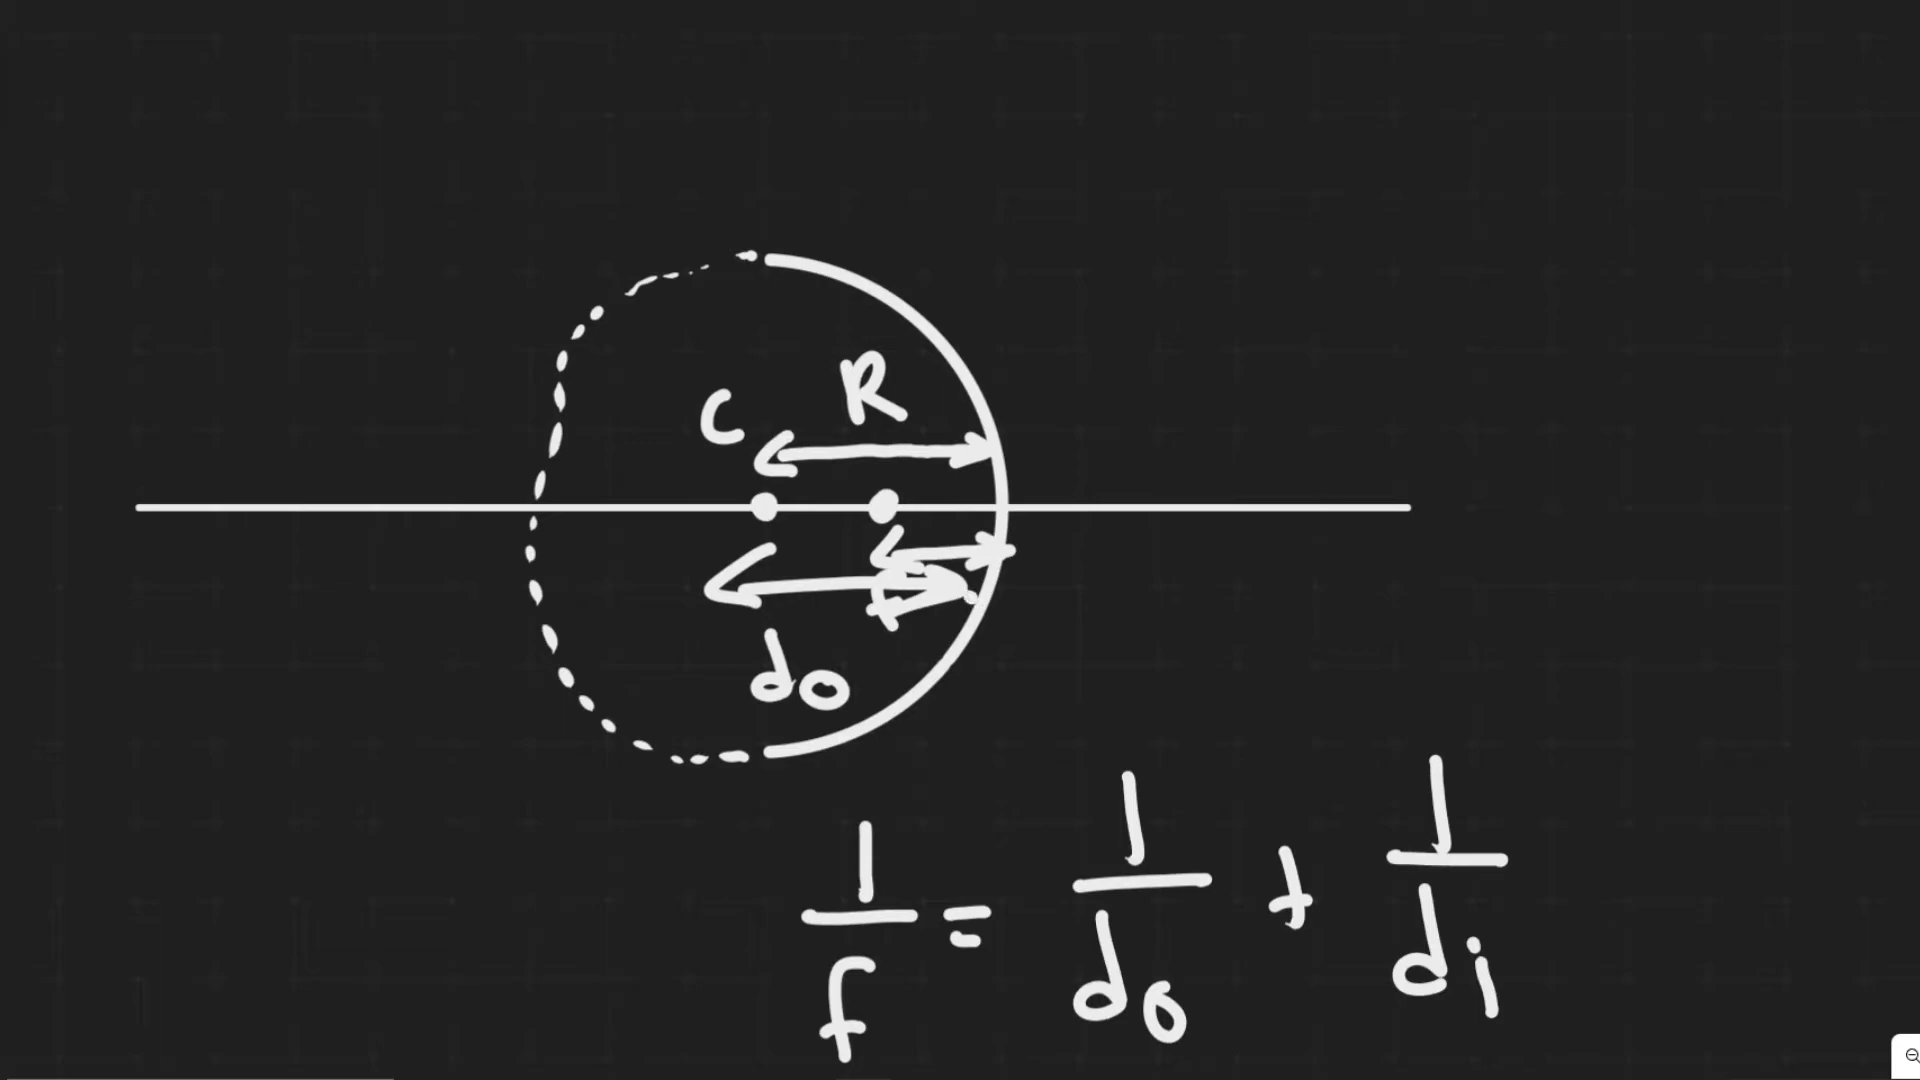 C R
f
do
1/f = 1/do + 1/di